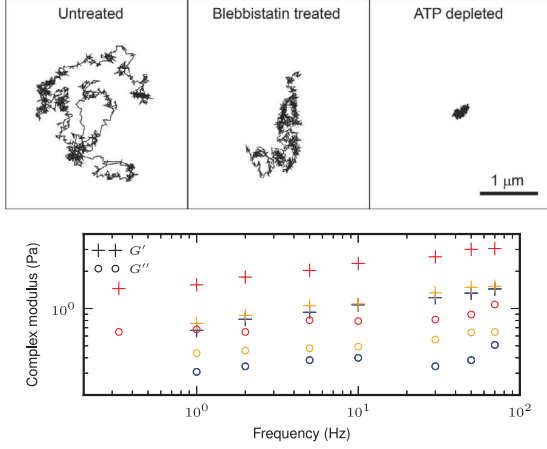 Untreated
Blebbistatin treated
ATP depleted
1 μm
G′
G″
Complex modulus (Pa)
10⁰
10⁰
10¹
10²
Frequency (Hz)